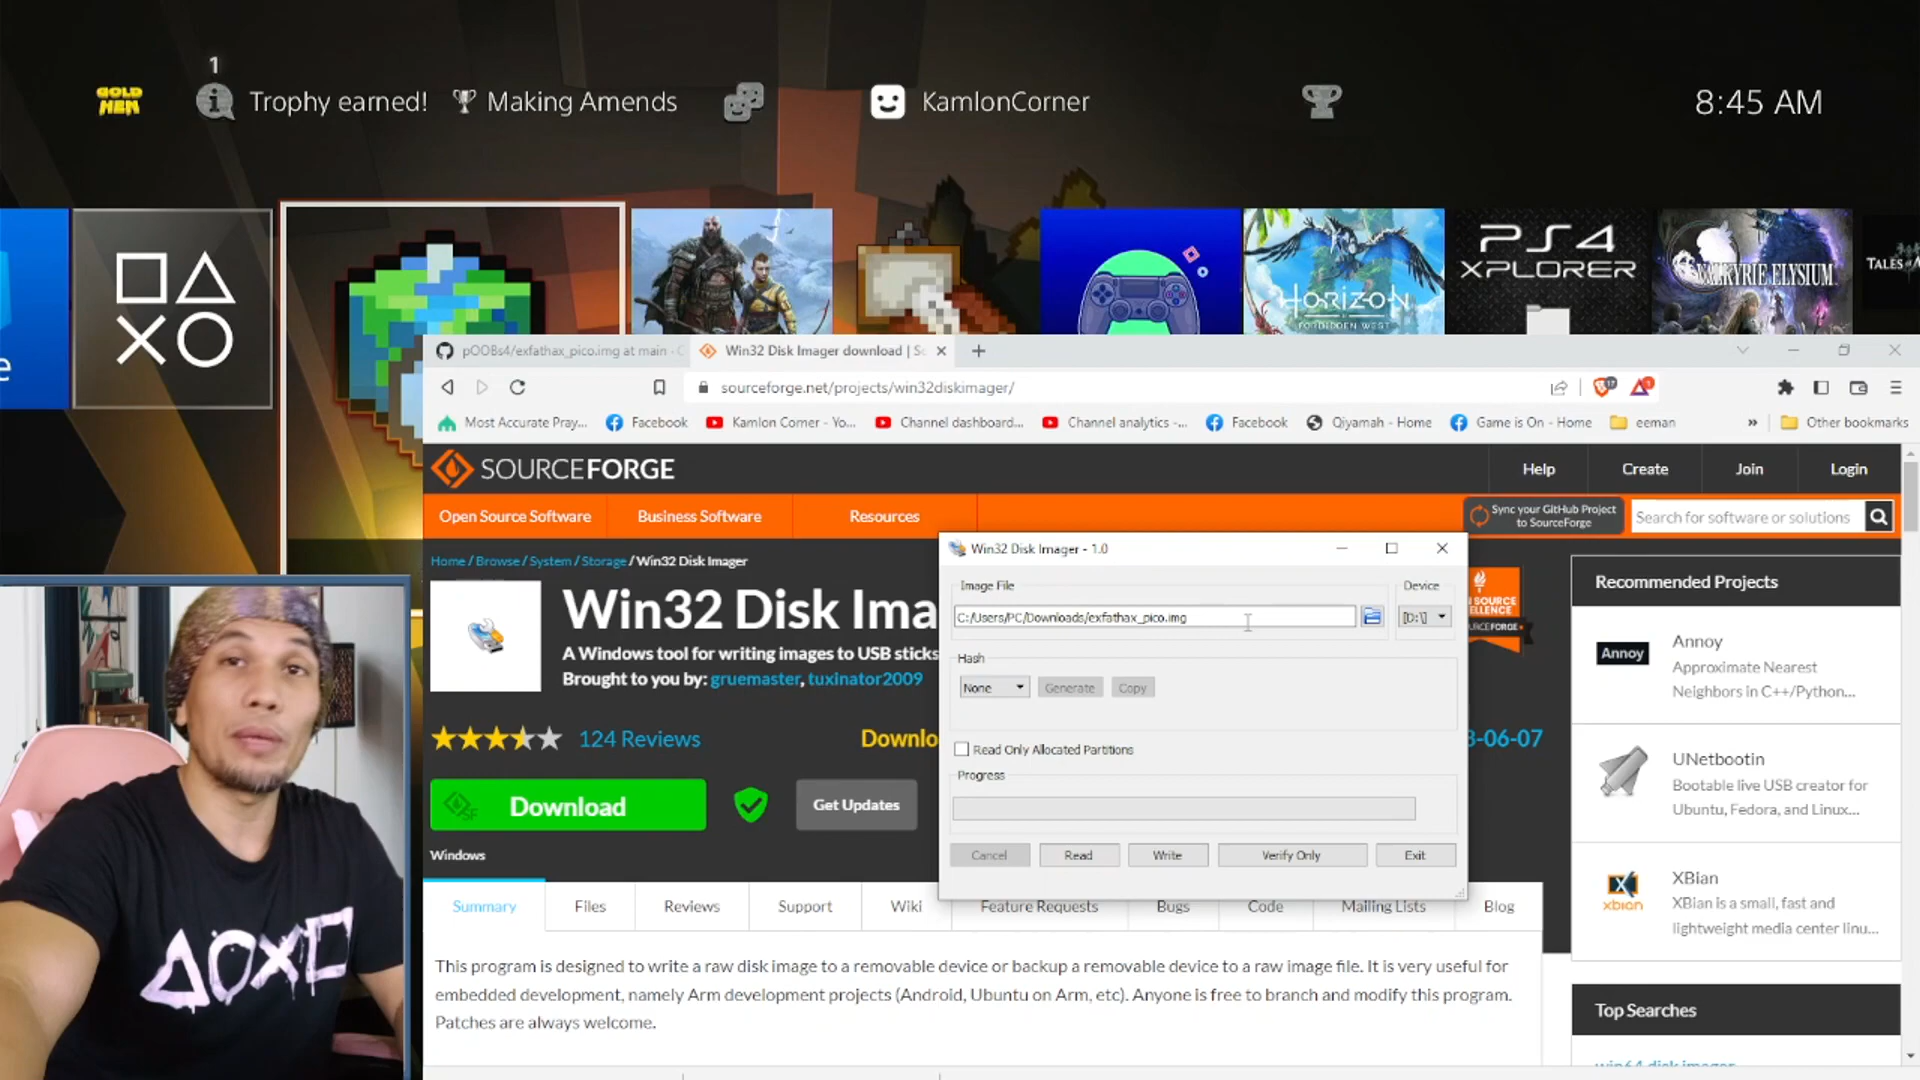 1
GOLD
HEN
Trophy earned!
Making Amends
KamlonCorner
8:45 AM
HORIZON
FORBIDDEN WEST
PS4
XPLORER
VALKYRIE ELYSIUM
TALES
e
p00Bs4/exfathax_pico.img at main ·
Win32 Disk Imager download |
sourceforge.net/projects/win32diskimager/
17
1
Most Accurate Pray...
Facebook
Kamlon Corner - Yo...
Channel dashboard...
Channel analytics -...
Facebook
Qiyamah - Home
Game is On - Home
eeman
»
Other bookmarks
SOURCEFORGE
Help
Create
Join
Login
Open Source Software
Business Software
Resources
Sync your GitHub Project
to SourceForge
Search for software or solutions
Home / Browse / System / Storage / Win32 Disk Imager
Win32 Disk Ima
A Windows tool for writing images to USB sticks
Brought to you by: gruemaster, tuxinator2009
124 Reviews
Downlo
3-06-07
Download
Get Updates
Windows
Win32 Disk Imager - 1.0
Image File
Device
C:/Users/PC/Downloads/exfathax_pico.img
[D:\]
Hash
None
Generate
Copy
Read Only Allocated Partitions
Progress
Cancel
Read
Write
Verify Only
Exit
Summary
Files
Reviews
Support
Wiki
Feature Requests
Bugs
Code
Mailing Lists
Blog
This program is designed to write a raw disk image to a removable device or backup a removable device to a raw image file. It is very useful for
embedded development, namely Arm development projects (Android, Ubuntu on Arm, etc). Anyone is free to branch and modify this program.
Patches are always welcome.
Recommended Projects
Annoy
Annoy
Approximate Nearest
Neighbors in C++/Python...
UNetbootin
Bootable live USB creator for
Ubuntu, Fedora, and Linux...
XBian
xbian
XBian is a small, fast and
lightweight media center linu...
Top Searches
win64 disk imager